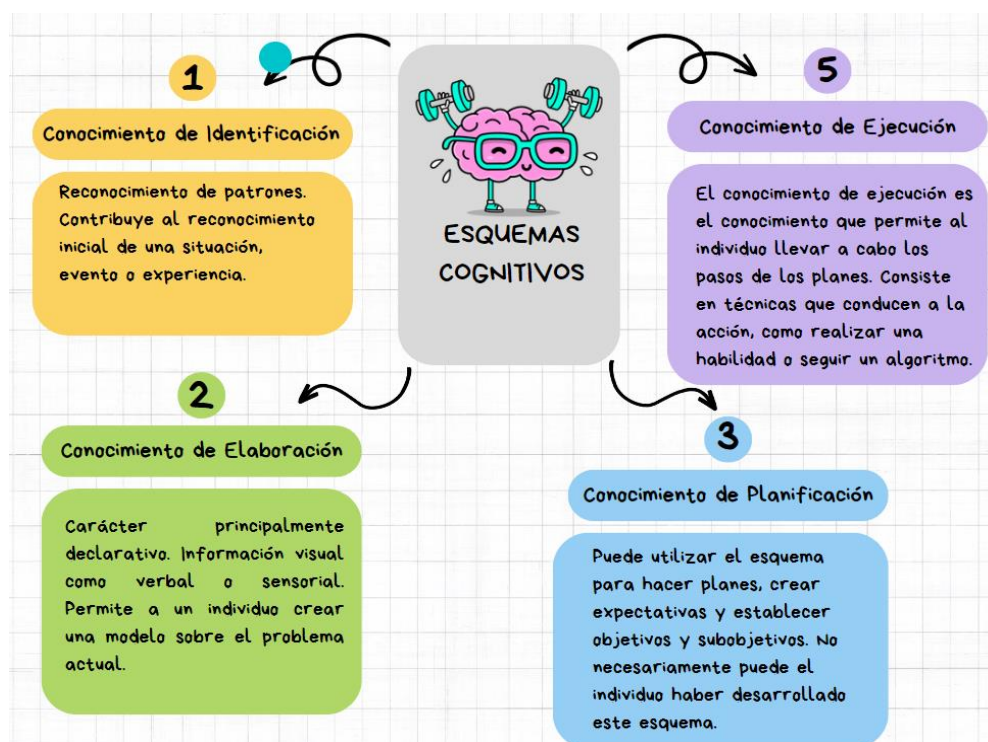 ESQUEMAS
COGNITIVOS
1
Conocimiento de Identificación
Reconocimiento de patrones.
Contribuye al reconocimiento
inicial de una situación,
evento o experiencia.
2
Conocimiento de Elaboración
Carácter principalmente
declarativo. Información visual
como verbal o sensorial.
Permite a un individuo crear
una modelo sobre el problema
actual.
3
Conocimiento de Planificación
Puede utilizar el esquema
para hacer planes, crear
expectativas y establecer
objetivos y subobjetivos. No
necesariamente puede el
individuo haber desarrollado
este esquema.
5
Conocimiento de Ejecución
El conocimiento de ejecución es
el conocimiento que permite al
individuo llevar a cabo los
pasos de los planes. Consiste
en técnicas que conducen a la
acción, como realizar una
habilidad o seguir un algoritmo.